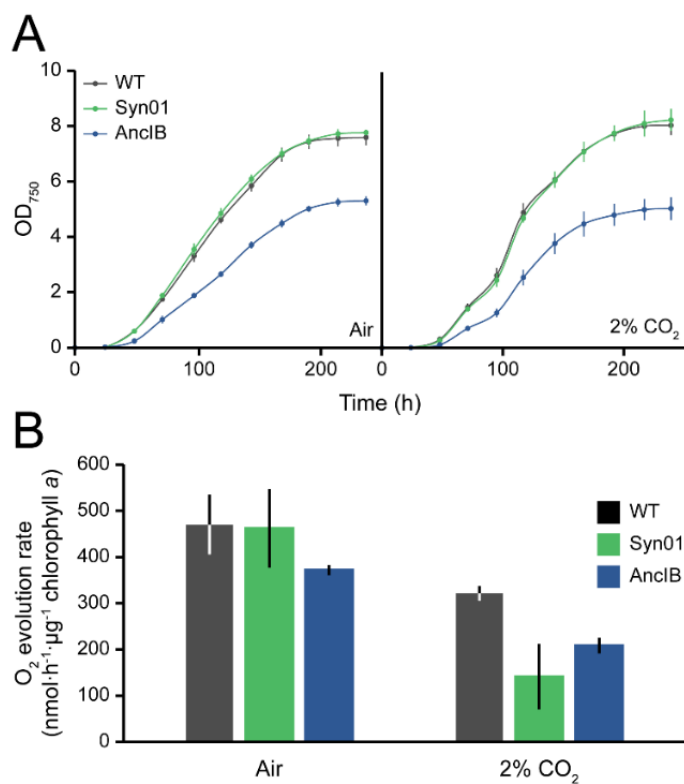 A
WT
Syn01
AncIB
OD750
10
8
6
4
2
0
Air
2% CO2
0
100
200
0
100
200
Time (h)
B
O2 evolution rate
(nmol·h-1·µg-1 chlorophyll a)
600
500
400
300
200
100
0
WT
Syn01
AncIB
Air
2% CO2